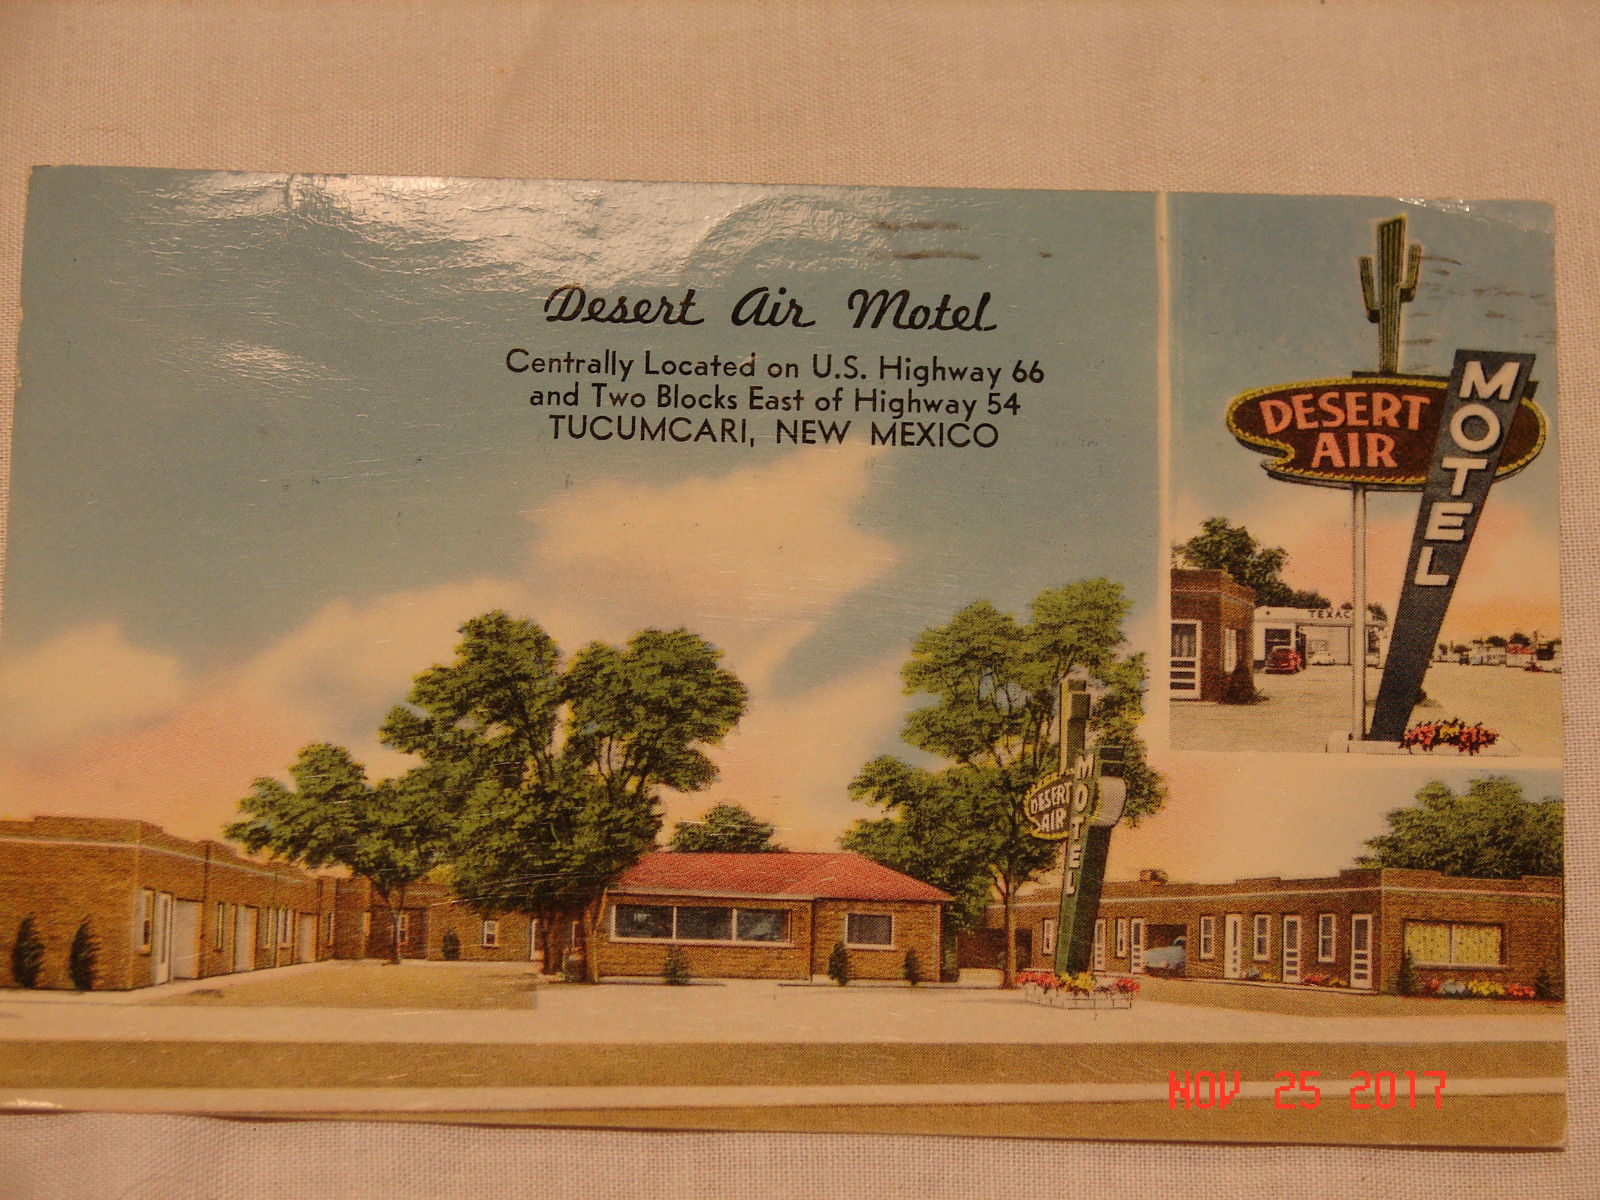 Desert Air Motel
Centrally Located on U.S. Highway 66
and Two Blocks East of Highway 54
TUCUMCARI, NEW MEXICO
DESERT
AIR
MOTEL
TEXAC
DESERT
AIR
MOTEL
NOV 25 2017